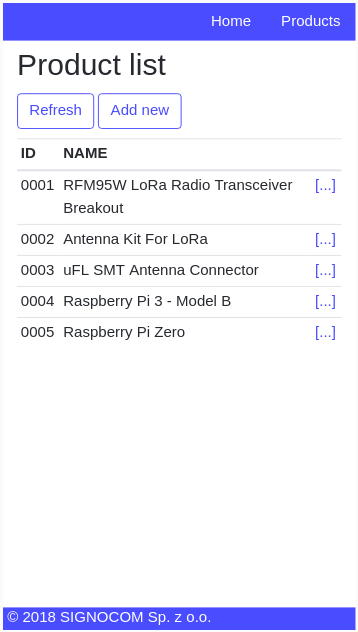 Home Products
Product list
Refresh Add new
ID NAME
0001 RFM95W LoRa Radio Transceiver [...]
Breakout
0002 Antenna Kit For LoRa [...]
0003 uFL SMT Antenna Connector [...]
0004 Raspberry Pi 3 - Model B [...]
0005 Raspberry Pi Zero [...]
© 2018 SIGNOCOM Sp. z o.o.